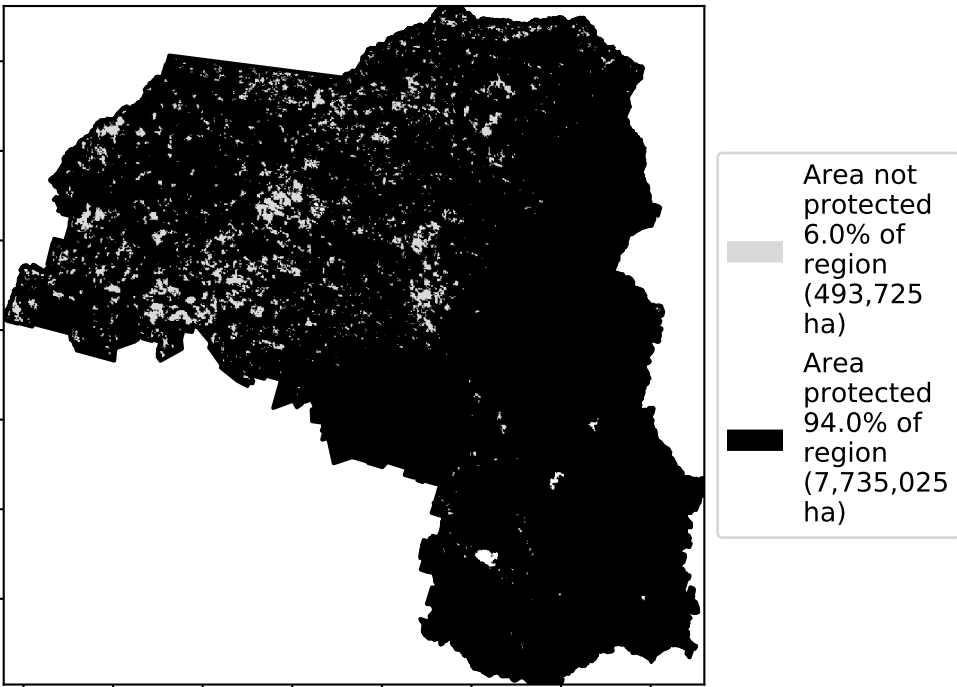 Area not
protected
6.0% of
region
(493,725
ha)
Area
protected
94.0% of
region
(7,735,025
ha)